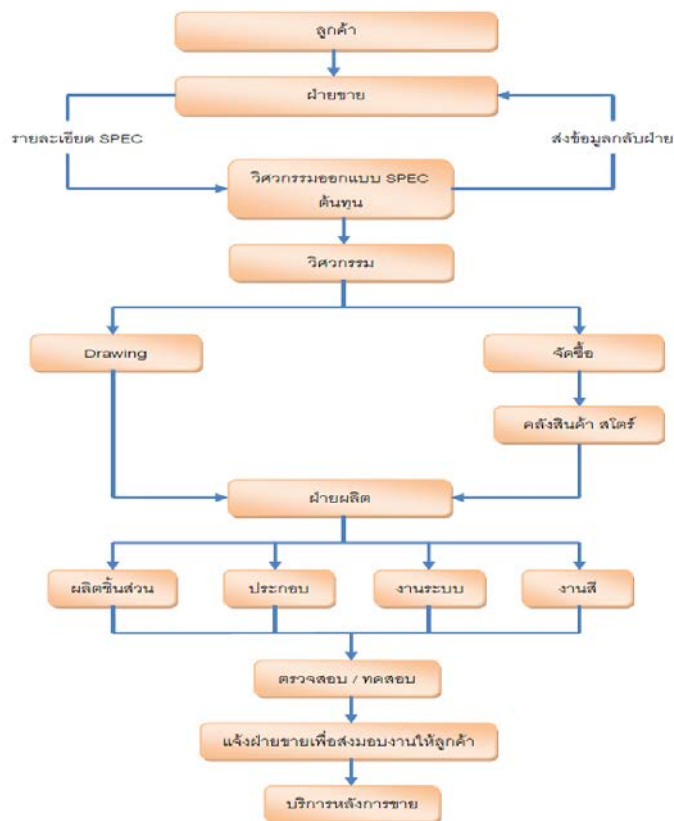 ลูกค้า
ฝ่ายขาย
รายละเอียด SPEC
ส่งข้อมูลกลับฝ่าย
วิศวกรรมออกแบบ SPEC
ต้นทุน
วิศวกรรม
Drawing
จัดซื้อ
คลังสินค้า สโตร์
ฝ่ายผลิต
ผลิตชิ้นส่วน
ประกอบ
งานระบบ
งานสี
ตรวจสอบ / ทดสอบ
แจ้งฝ่ายขายเพื่อส่งมอบงานให้ลูกค้า
บริการหลังการขาย